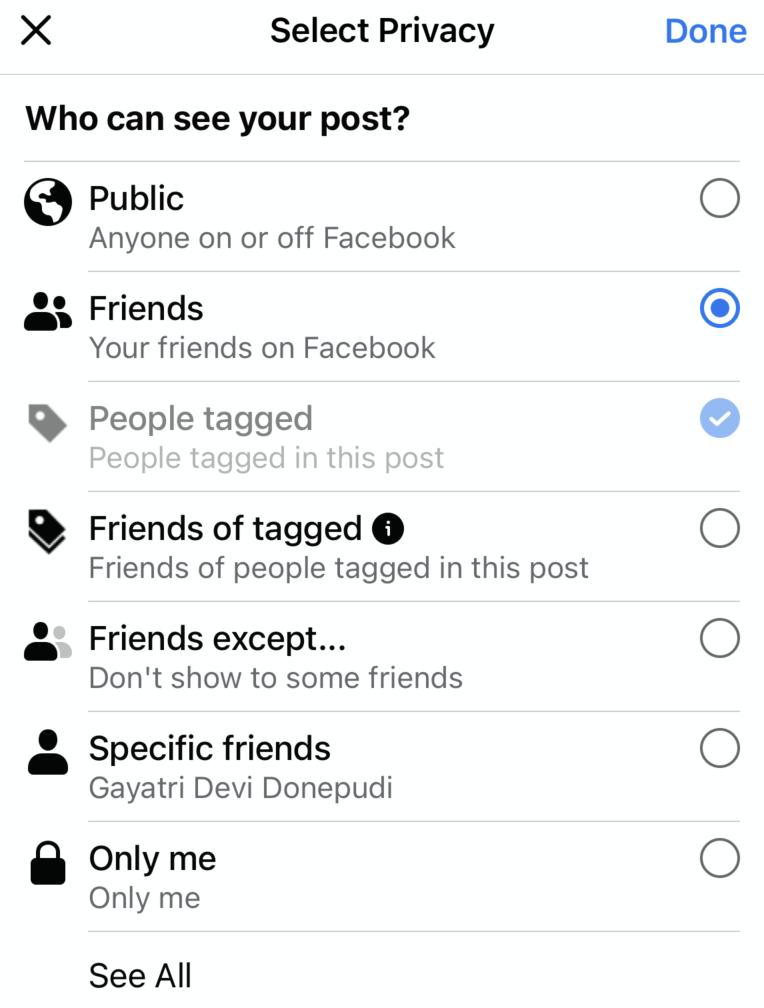 Select Privacy
Done
Who can see your post?
Public
Anyone on or off Facebook
Friends
Your friends on Facebook
People tagged
People tagged in this post
Friends of tagged
Friends of people tagged in this post
Friends except...
Don't show to some friends
Specific friends
Gayatri Devi Donepudi
Only me
Only me
See All